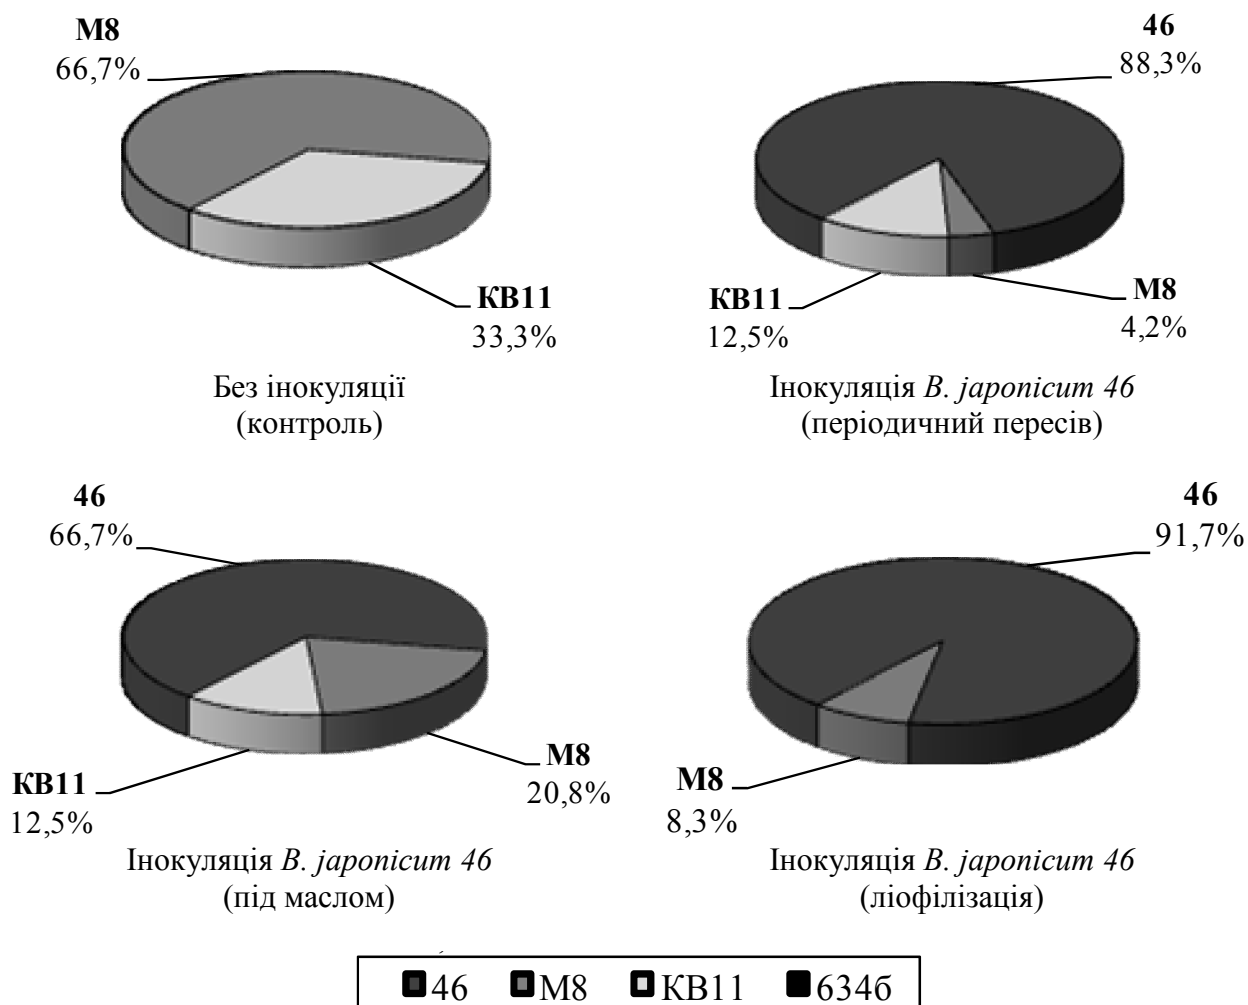 М8
66,7%
КВ11
33,3%
Без інокуляції
(контроль)
46
88,3%
КВ11
12,5%
М8
4,2%
Інокуляція B. japonicum 46
(періодичний пересів)
46
66,7%
КВ11
12,5%
М8
20,8%
Інокуляція B. japonicum 46
(під маслом)
46
91,7%
М8
8,3%
Інокуляція B. japonicum 46
(ліофілізація)
46 М8 КВ11 634б